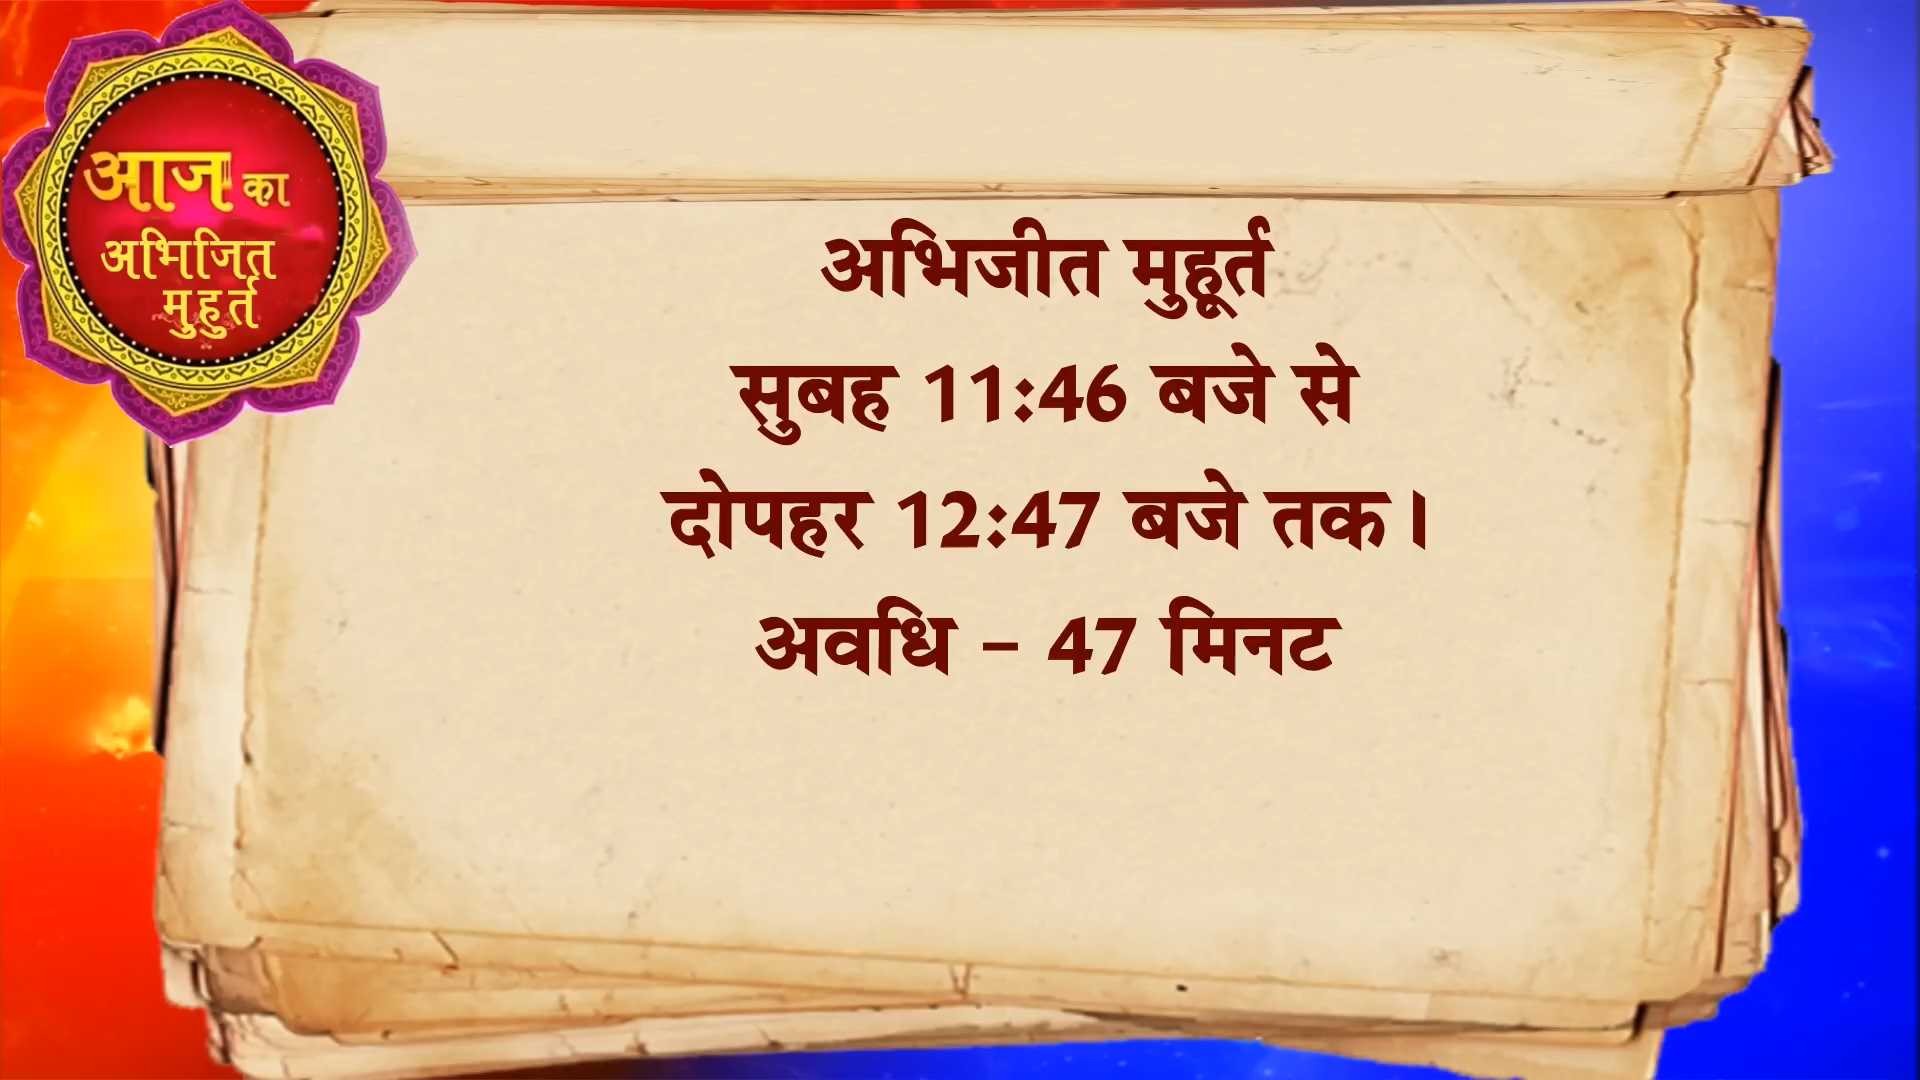 आज का
अभिजित
मुहुर्त
अभिजीत मुहूर्त
सुबह 11:46 बजे से
दोपहर 12:47 बजे तक।
अवधि - 47 मिनट